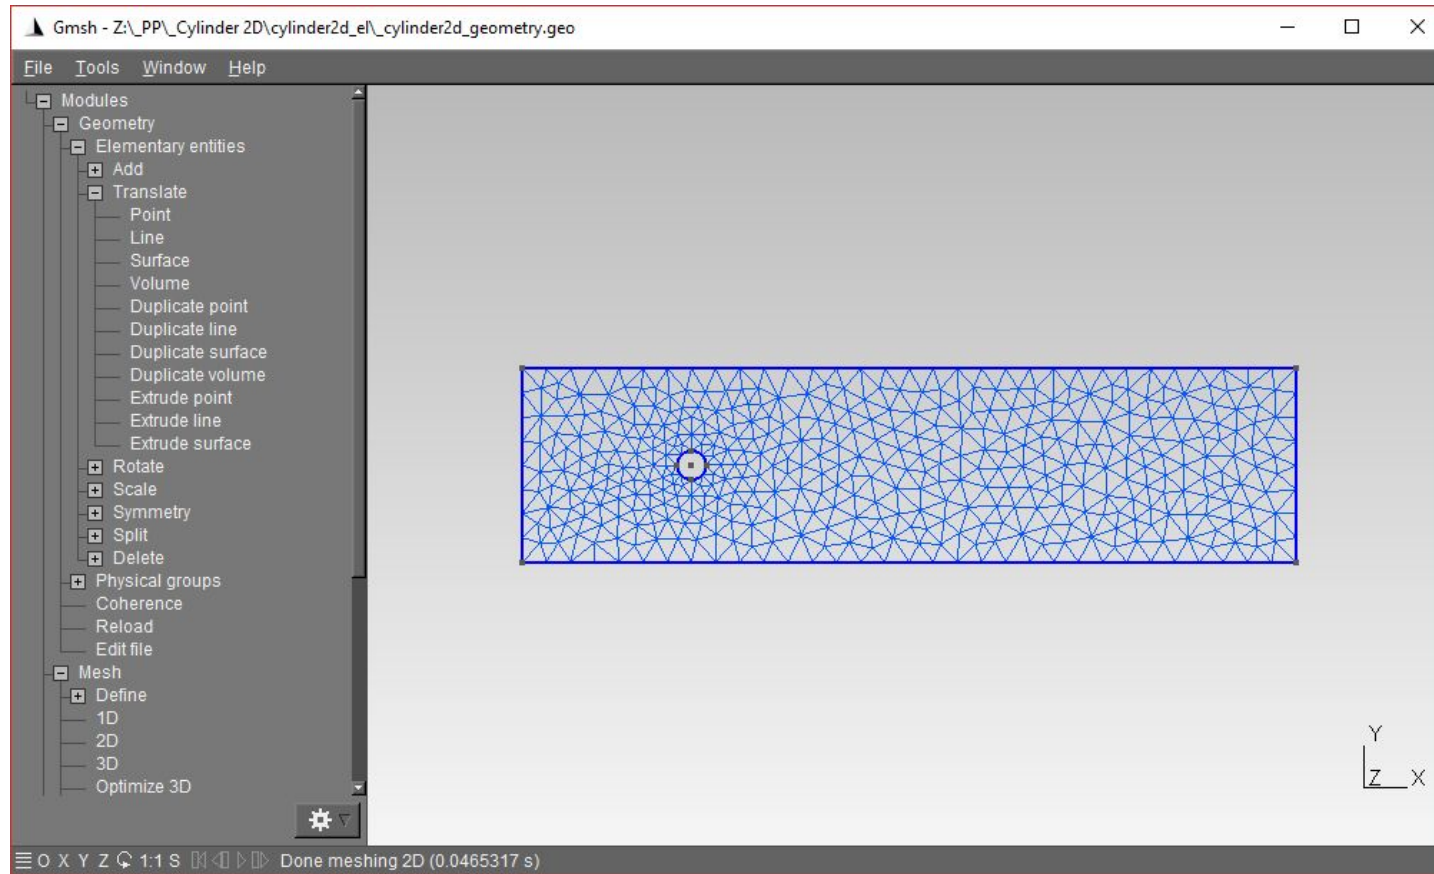 Gmsh - Z:\_PP\_Cylinder 2D\cylinder2d_el\_cylinder2d_geometry.geo
File Tools Window Help
Modules
Geometry
Elementary entities
Add
Translate
Point
Line
Surface
Volume
Duplicate point
Duplicate line
Duplicate surface
Duplicate volume
Extrude point
Extrude line
Extrude surface
Rotate
Scale
Symmetry
Split
Delete
Physical groups
Coherence
Reload
Edit file
Mesh
Define
1D
2D
3D
Optimize 3D
Y
Z X
O X Y Z 1:1 S Done meshing 2D (0.0465317 s)